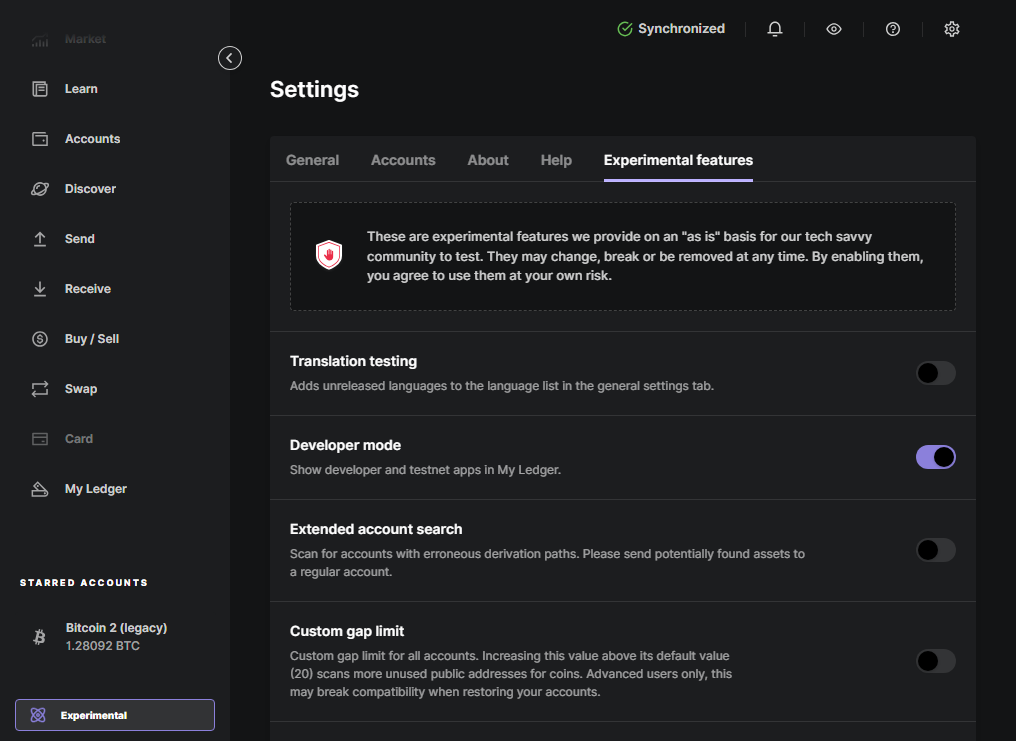 Market
Learn
Accounts
Discover
Send
Receive
Buy / Sell
Swap
Card
My Ledger
STARRED ACCOUNTS
Bitcoin 2 (legacy)
1.28092 BTC
Experimental
Synchronized
Settings
General Accounts About Help Experimental features
These are experimental features we provide on an "as is" basis for our tech savvy
community to test. They may change, break or be removed at any time. By enabling them,
you agree to use them at your own risk.
Translation testing
Adds unreleased languages to the language list in the general settings tab.
Developer mode
Show developer and testnet apps in My Ledger.
Extended account search
Scan for accounts with erroneous derivation paths. Please send potentially found assets to
a regular account.
Custom gap limit
Custom gap limit for all accounts. Increasing this value above its default value
(20) scans more unused public addresses for coins. Advanced users only, this
may break compatibility when restoring your accounts.